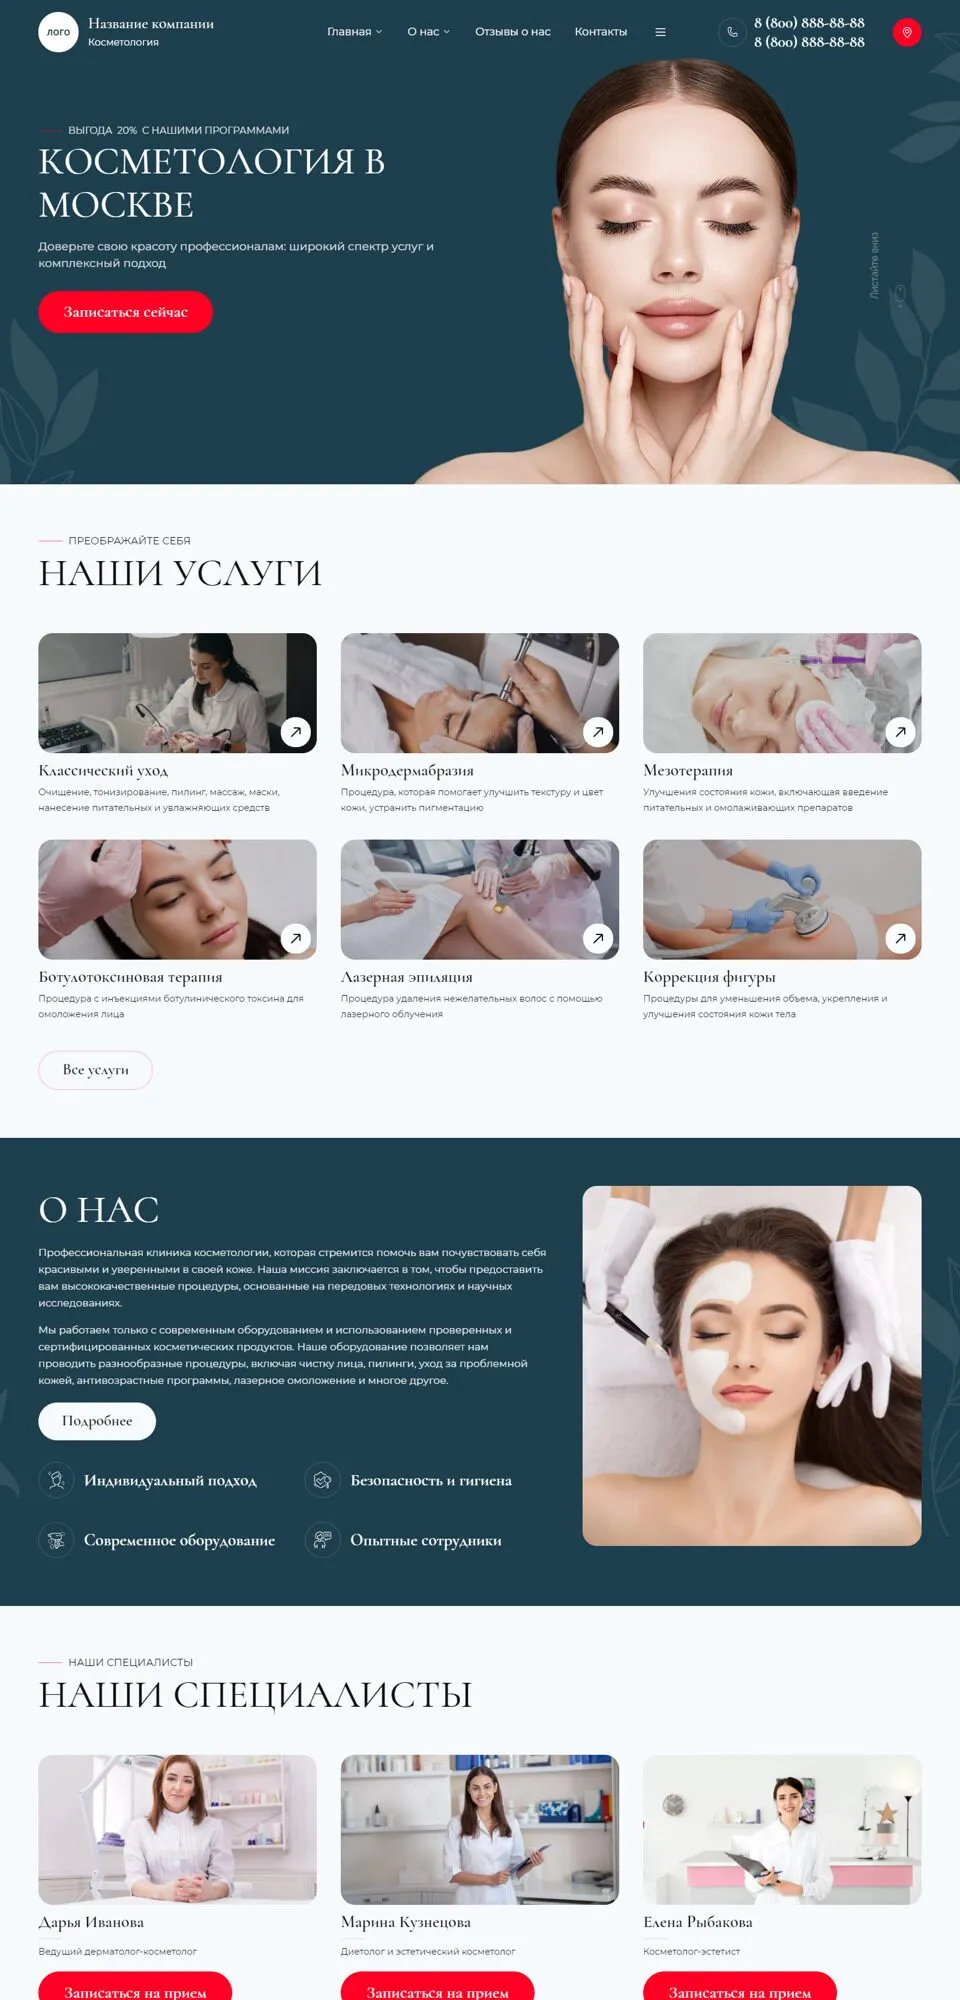 ЛОГО
Название компании
Косметология
Главная
О нас
Отзывы о нас
Контакты
8 (800) 888-88-88
8 (800) 888-88-88
ВЫГОДА 20% С НАШИМИ ПРОГРАММАМИ
КОСМЕТОЛОГИЯ В
МОСКВЕ
Доверьте свою красоту профессионалам: широкий спектр услуг и
комплексный подход
Записаться сейчас
Листайте вниз
ПРЕОБРАЖАЙТЕ СЕБЯ
НАШИ УСЛУГИ
Классический уход
Очищение, тонизирование, пилинг, массаж, маски,
нанесение питательных и увлажняющих средств
Микродермабразия
Процедура, которая помогает улучшить текстуру и цвет
кожи, устранить пигментацию
Мезотерапия
Улучшения состояния кожи, включающая введение
питательных и омолаживающих препаратов
Ботулотоксиновая терапия
Процедура с инъекциями ботулинического токсина для
омоложения лица
Лазерная эпиляция
Процедура удаления нежелательных волос с помощью
лазерного облучения
Коррекция фигуры
Процедуры для уменьшения объема, укрепления и
улучшения состояния кожи тела
Все услуги
О НАС
Профессиональная клиника косметологии, которая стремится помочь вам почувствовать себя
красивыми и уверенными в своей коже. Наша миссия заключается в том, чтобы предоставить
вам высококачественные процедуры, основанные на передовых технологиях и научных
исследованиях.
Мы работаем только с современным оборудованием и использованием проверенных и
сертифицированных косметических продуктов. Наше оборудование позволяет нам
проводить разнообразные процедуры, включая чистку лица, пилинги, уход за проблемной
кожей, антивозрастные программы, лазерное омоложение и многое другое.
Подробнее
Индивидуальный подход
Безопасность и гигиена
Современное оборудование
Опытные сотрудники
НАШИ СПЕЦИАЛИСТЫ
НАШИ СПЕЦИАЛИСТЫ
Дарья Иванова
Ведущий дерматолог-косметолог
Записаться на прием
Марина Кузнецова
Диетолог и эстетический косметолог
Записаться на прием
Елена Рыбакова
Косметолог-эстетист
Записаться на прием